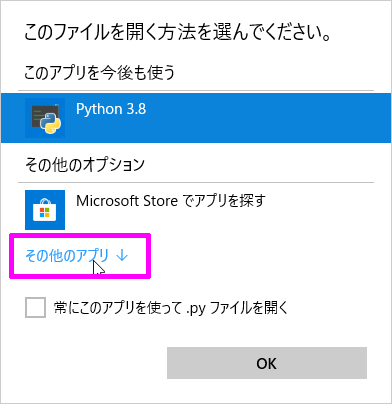 このファイルを開く方法を選んでください。
このアプリを今後も使う
Python 3.8
その他のオプション
Microsoft Store でアプリを探す
その他のアプリ ↓
常にこのアプリを使って .py ファイルを開く
OK